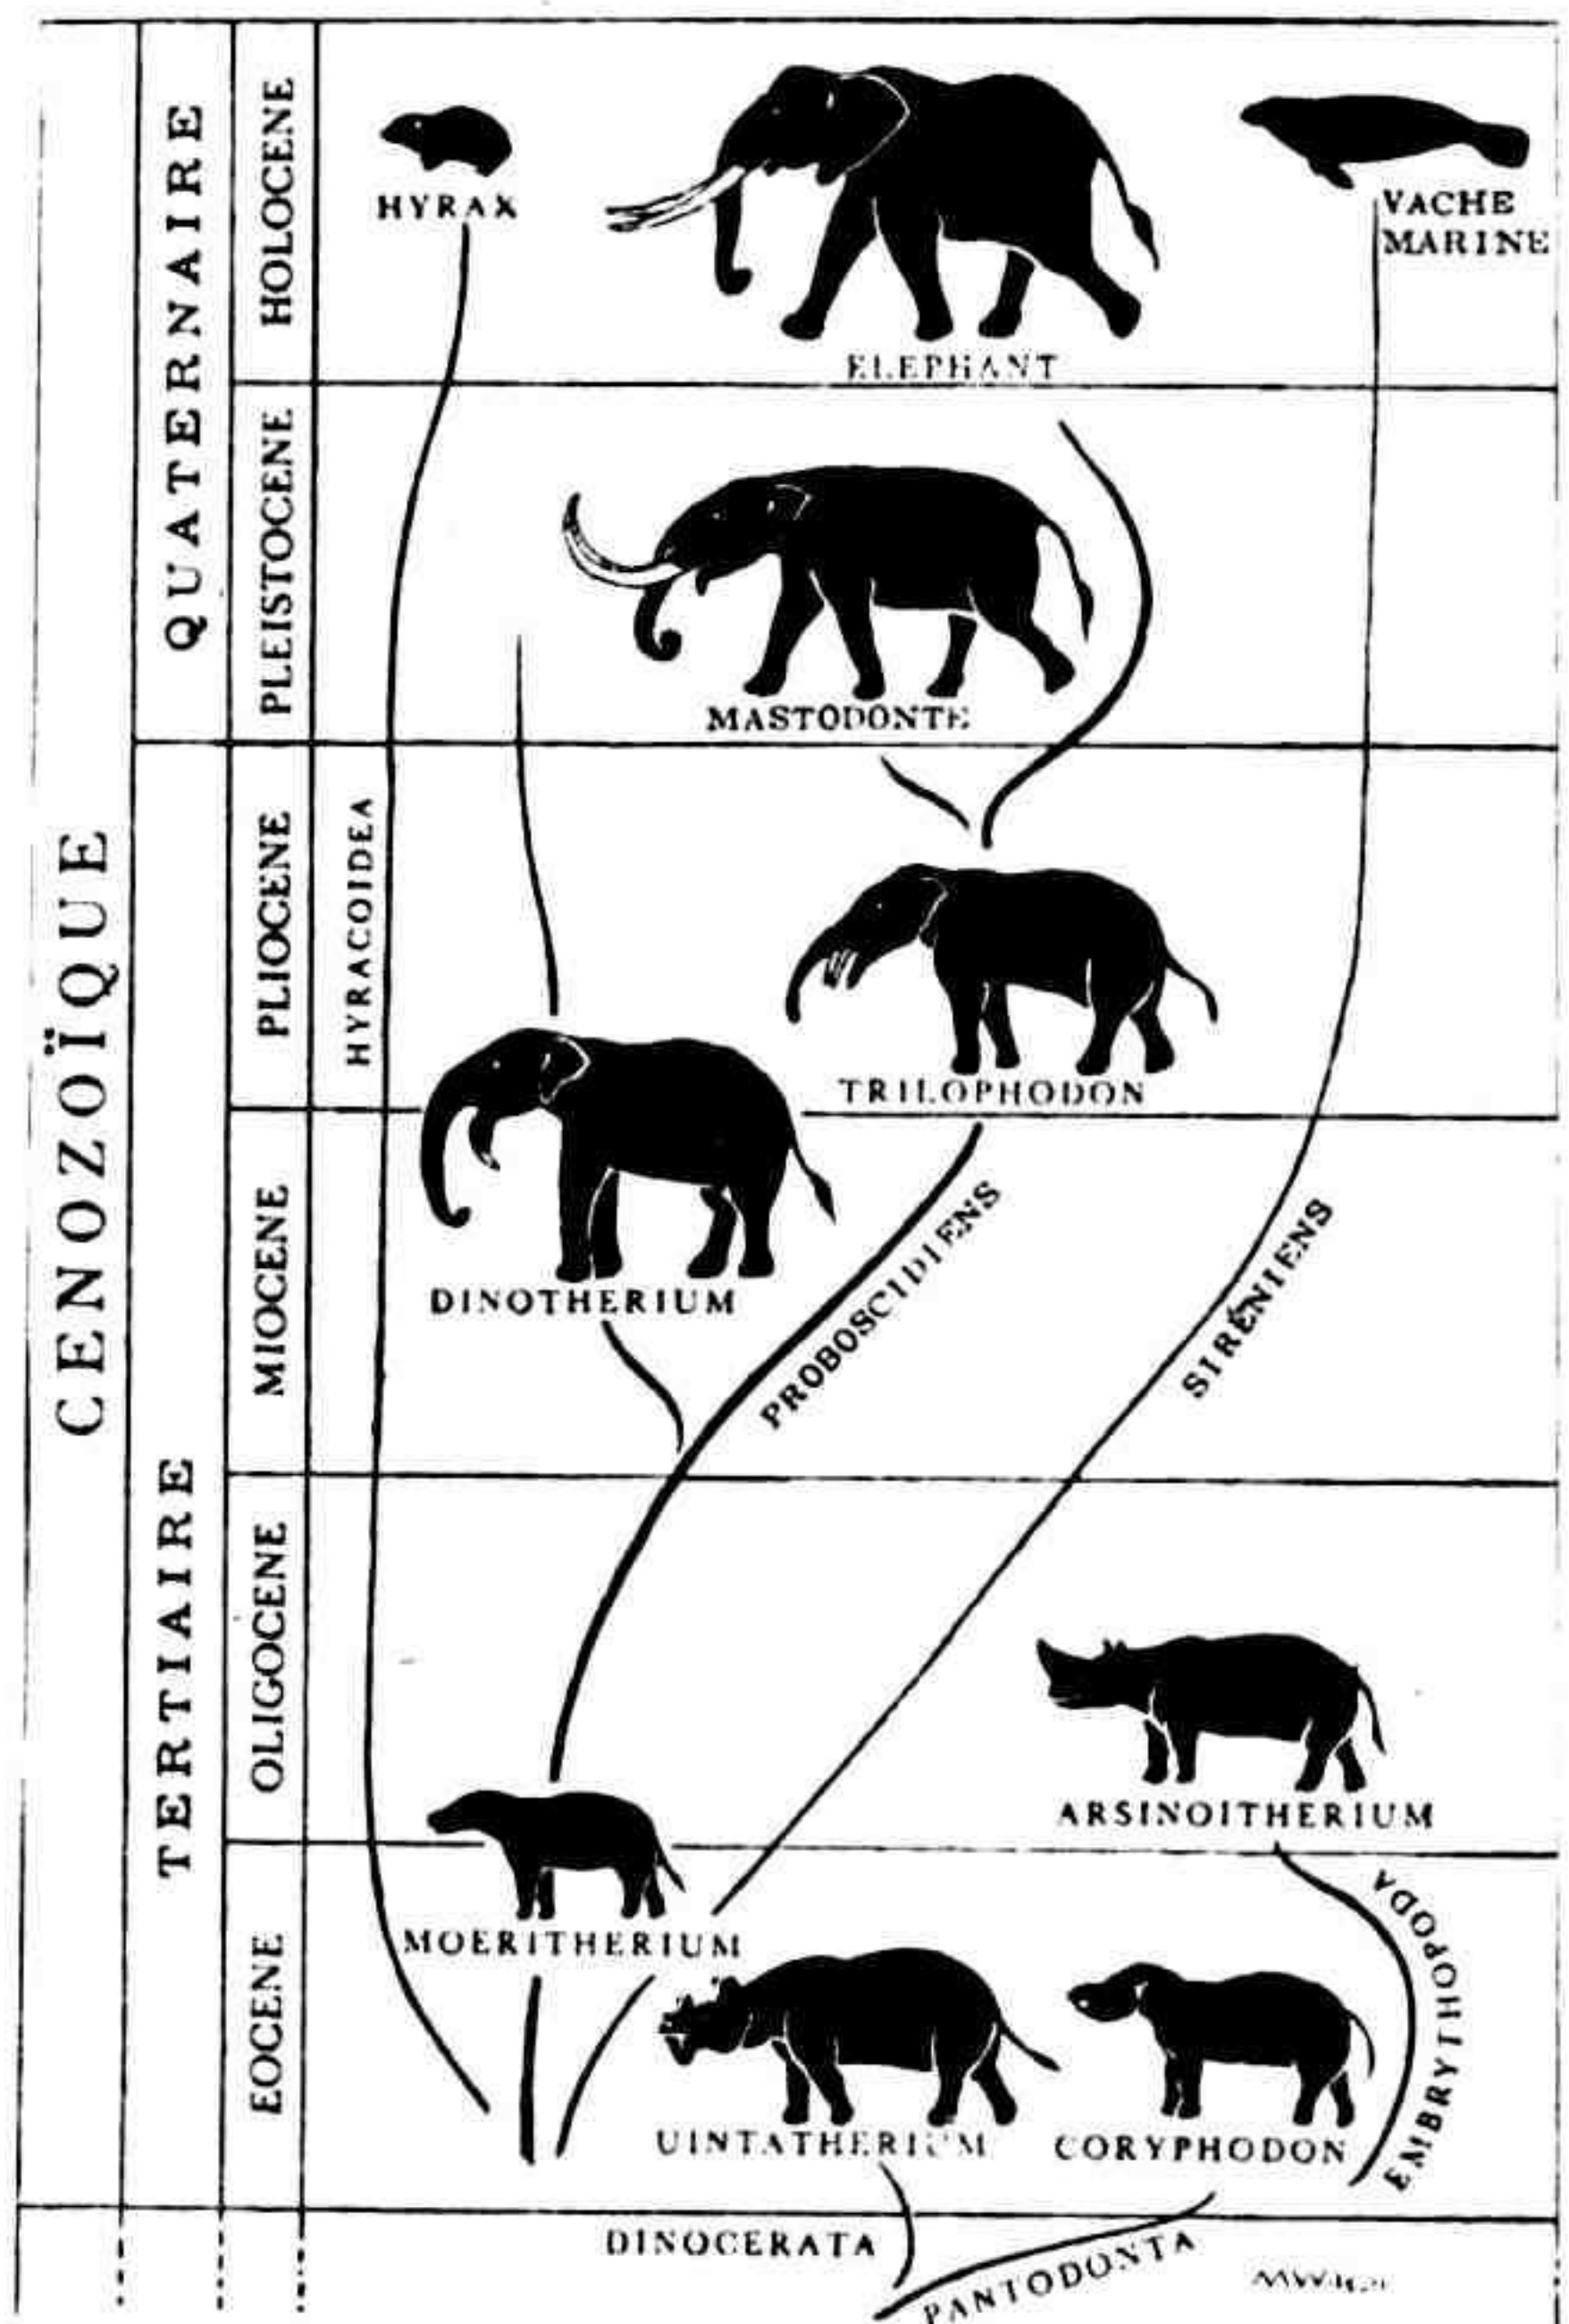 CENOZOÏQUE
QUATERNAIRE
TERTIAIRE
HOLOCENE
PLEISTOCENE
PLIOCENE
MIOCENE
OLIGOCENE
EOCENE
HYRAX
ELEPHANT
VACHE
MARINE
MASTODONTE
HYRACOIDEA
TRILOPHODON
DINOTHERIUM
PROBOSCIDIENS
SIRÉNIENS
ARSINOITHERIUM
MOERITHERIUM
EMBRYTHOPODA
UINTATHERIUM
CORYPHODON
DINOCERATA
PANTODONTA